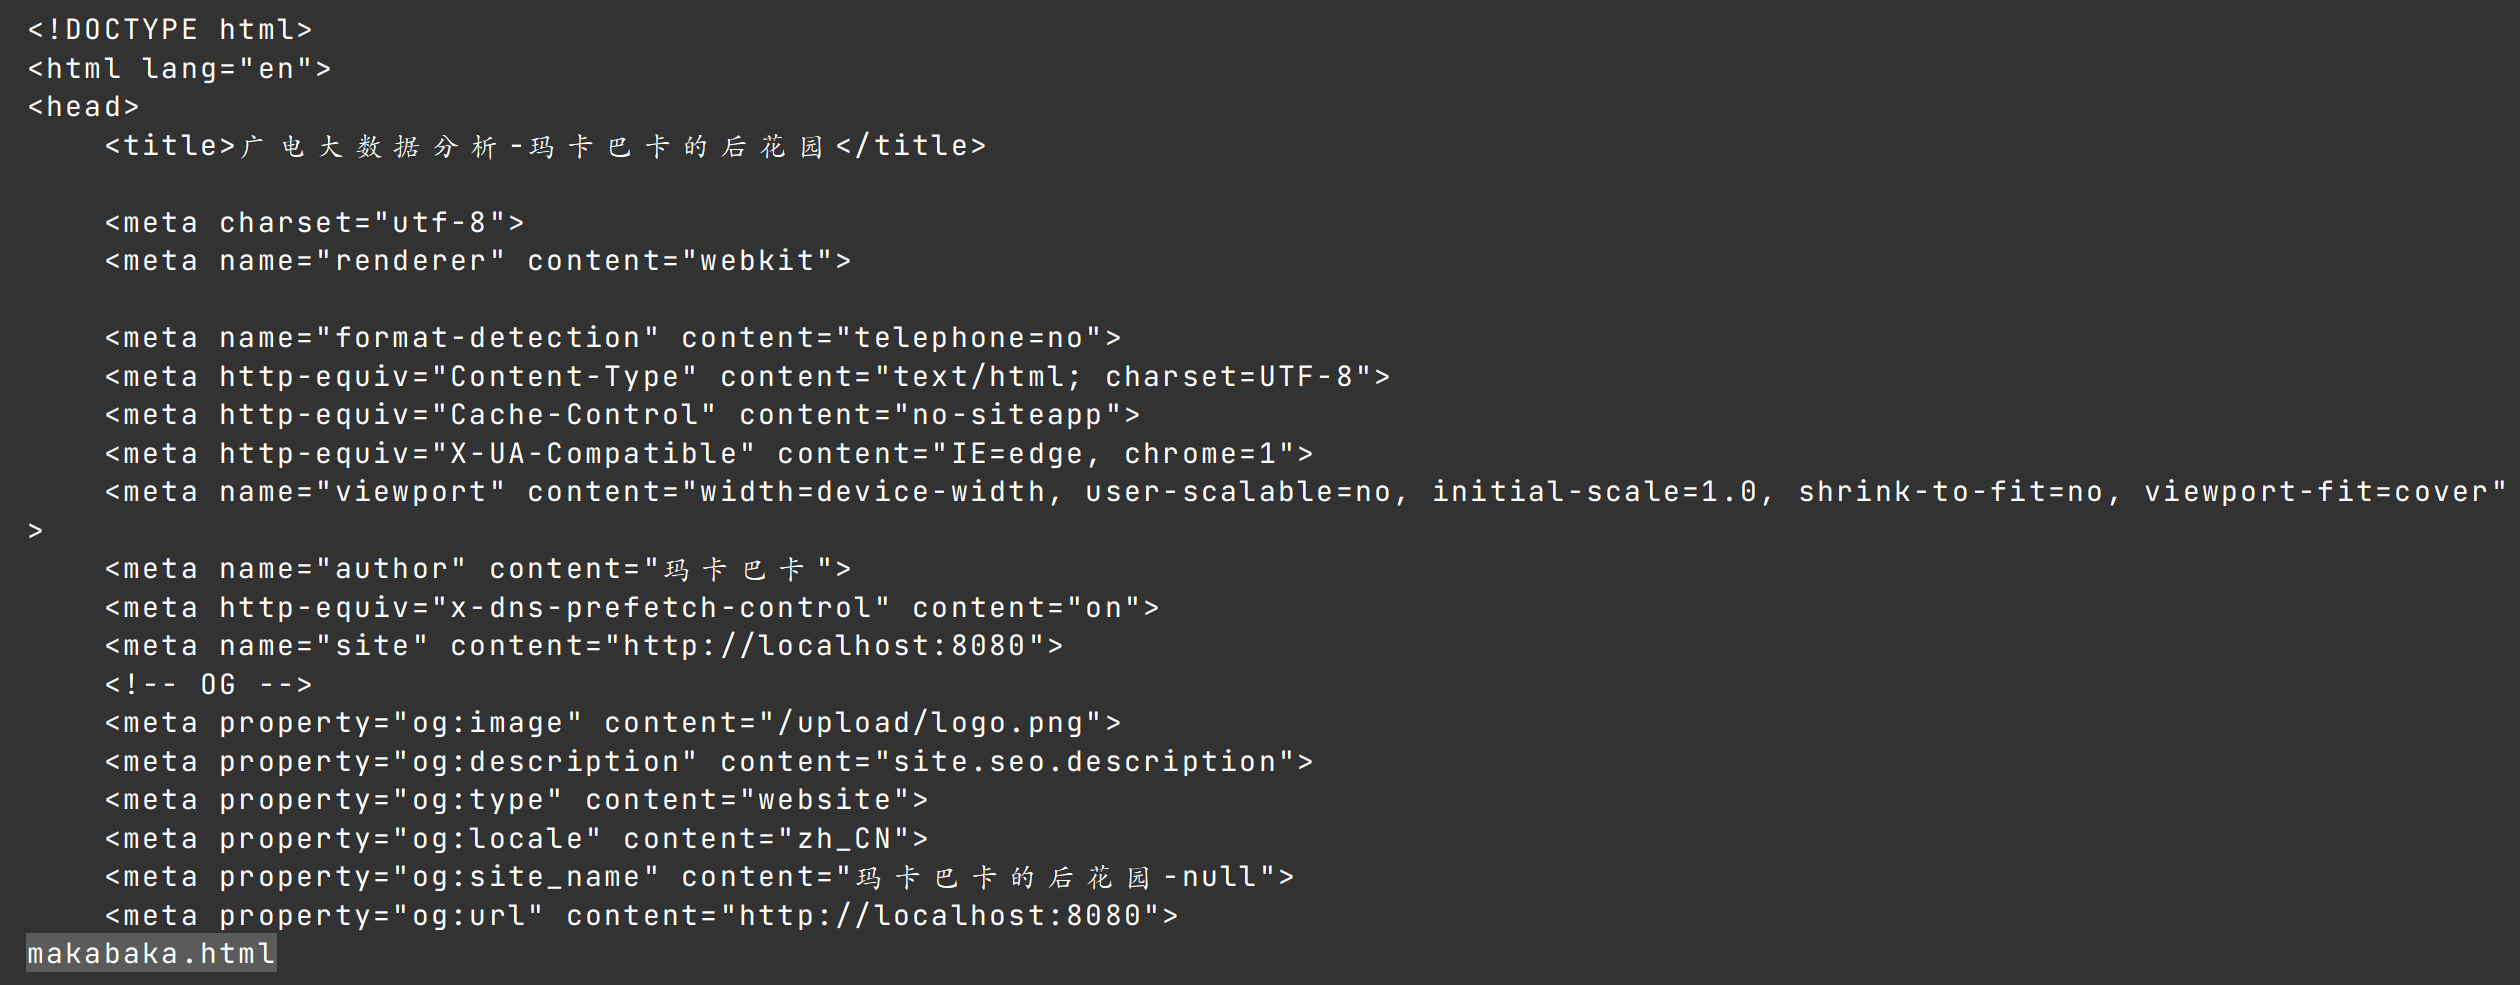 <!DOCTYPE html>
<html lang="en">
<head>
    <title>广电大数据分析-玛卡巴卡的后花园</title>

    <meta charset="utf-8">
    <meta name="renderer" content="webkit">

    <meta name="format-detection" content="telephone=no">
    <meta http-equiv="Content-Type" content="text/html; charset=UTF-8">
    <meta http-equiv="Cache-Control" content="no-siteapp">
    <meta http-equiv="X-UA-Compatible" content="IE=edge, chrome=1">
    <meta name="viewport" content="width=device-width, user-scalable=no, initial-scale=1.0, shrink-to-fit=no, viewport-fit=cover"
>
    <meta name="author" content="玛卡巴卡">
    <meta http-equiv="x-dns-prefetch-control" content="on">
    <meta name="site" content="http://localhost:8080">
    <!-- OG -->
    <meta property="og:image" content="/upload/logo.png">
    <meta property="og:description" content="site.seo.description">
    <meta property="og:type" content="website">
    <meta property="og:locale" content="zh_CN">
    <meta property="og:site_name" content="玛卡巴卡的后花园-null">
    <meta property="og:url" content="http://localhost:8080">
makabaka.html